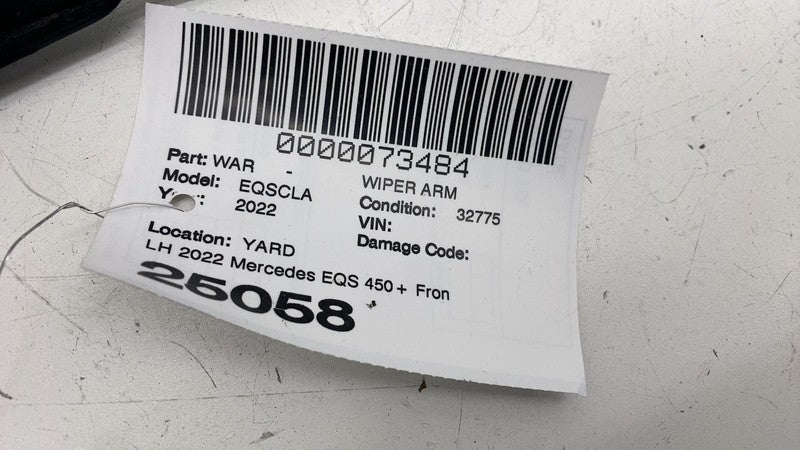 0000073484
Part: WAR - WIPER ARM
Model: EQSCLA Condition: 32775
2022 VIN:
Damage Code:
Location: YARD
LH 2022 Mercedes EQS 450+ Fron
25058